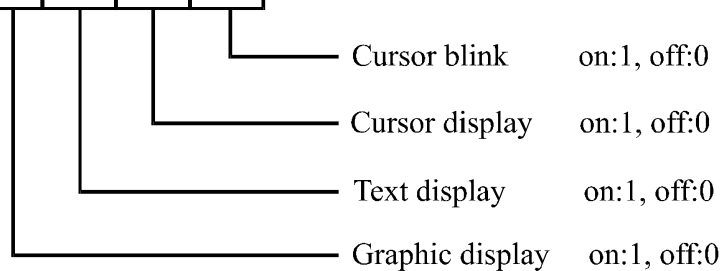 Cursor blink on:1, off:0
Cursor display on:1, off:0
Text display on:1, off:0
Graphic display on:1, off:0